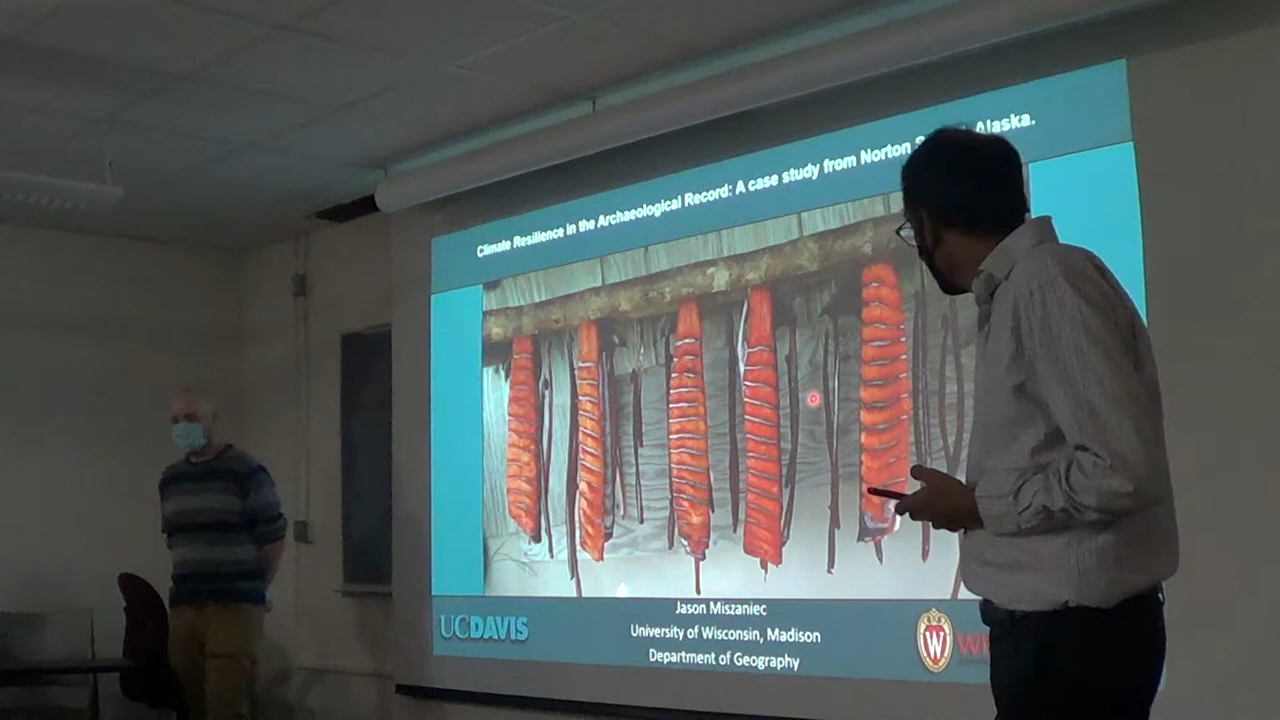 Climate Resilience in the Archaeological Record: A case study from Norton Alaska.
UCDAVIS
Jason Miszaniec
University of Wisconsin, Madison
Department of Geography
W